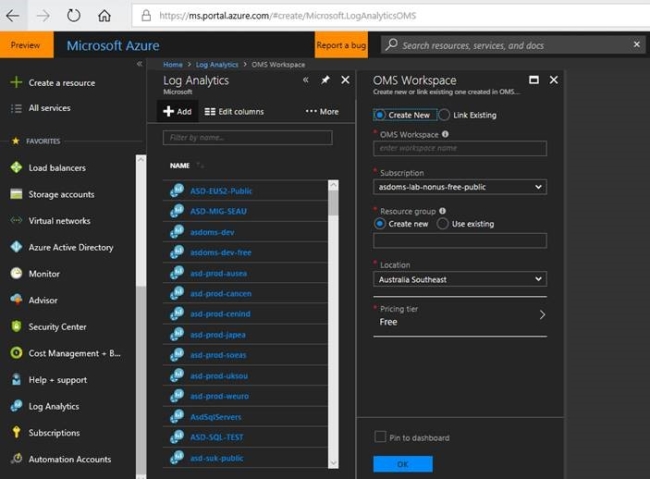 https://ms.portal.azure.com/#create/Microsoft.LogAnalyticsOMS
Preview
Microsoft Azure
Report a bug
Search resources, services, and docs
Create a resource
All services
FAVORITES
Load balancers
Storage accounts
Virtual networks
Azure Active Directory
Monitor
Advisor
Security Center
Cost Management + B...
Help + support
Log Analytics
Subscriptions
Automation Accounts
Home > Log Analytics > OMS Workspace
Log Analytics
Microsoft
Add
Edit columns
More
Filter by name...
NAME
ASD-EUS2-Public
ASD-MIG-SEAU
asdoms-dev
asdoms-dev-free
asd-prod-ausea
asd-prod-cancen
asd-prod-cenind
asd-prod-japea
asd-prod-soeas
asd-prod-uksou
asd-prod-weuro
AsdSqlServers
ASD-SQL-TEST
asd-suk-public
OMS Workspace
Create new or link existing one created in OMS...
Create New
Link Existing
* OMS Workspace
enter workspace name
* Subscription
asdoms-lab-nonus-free-public
* Resource group
Create new
Use existing
* Location
Australia Southeast
* Pricing tier
Free
Pin to dashboard
OK